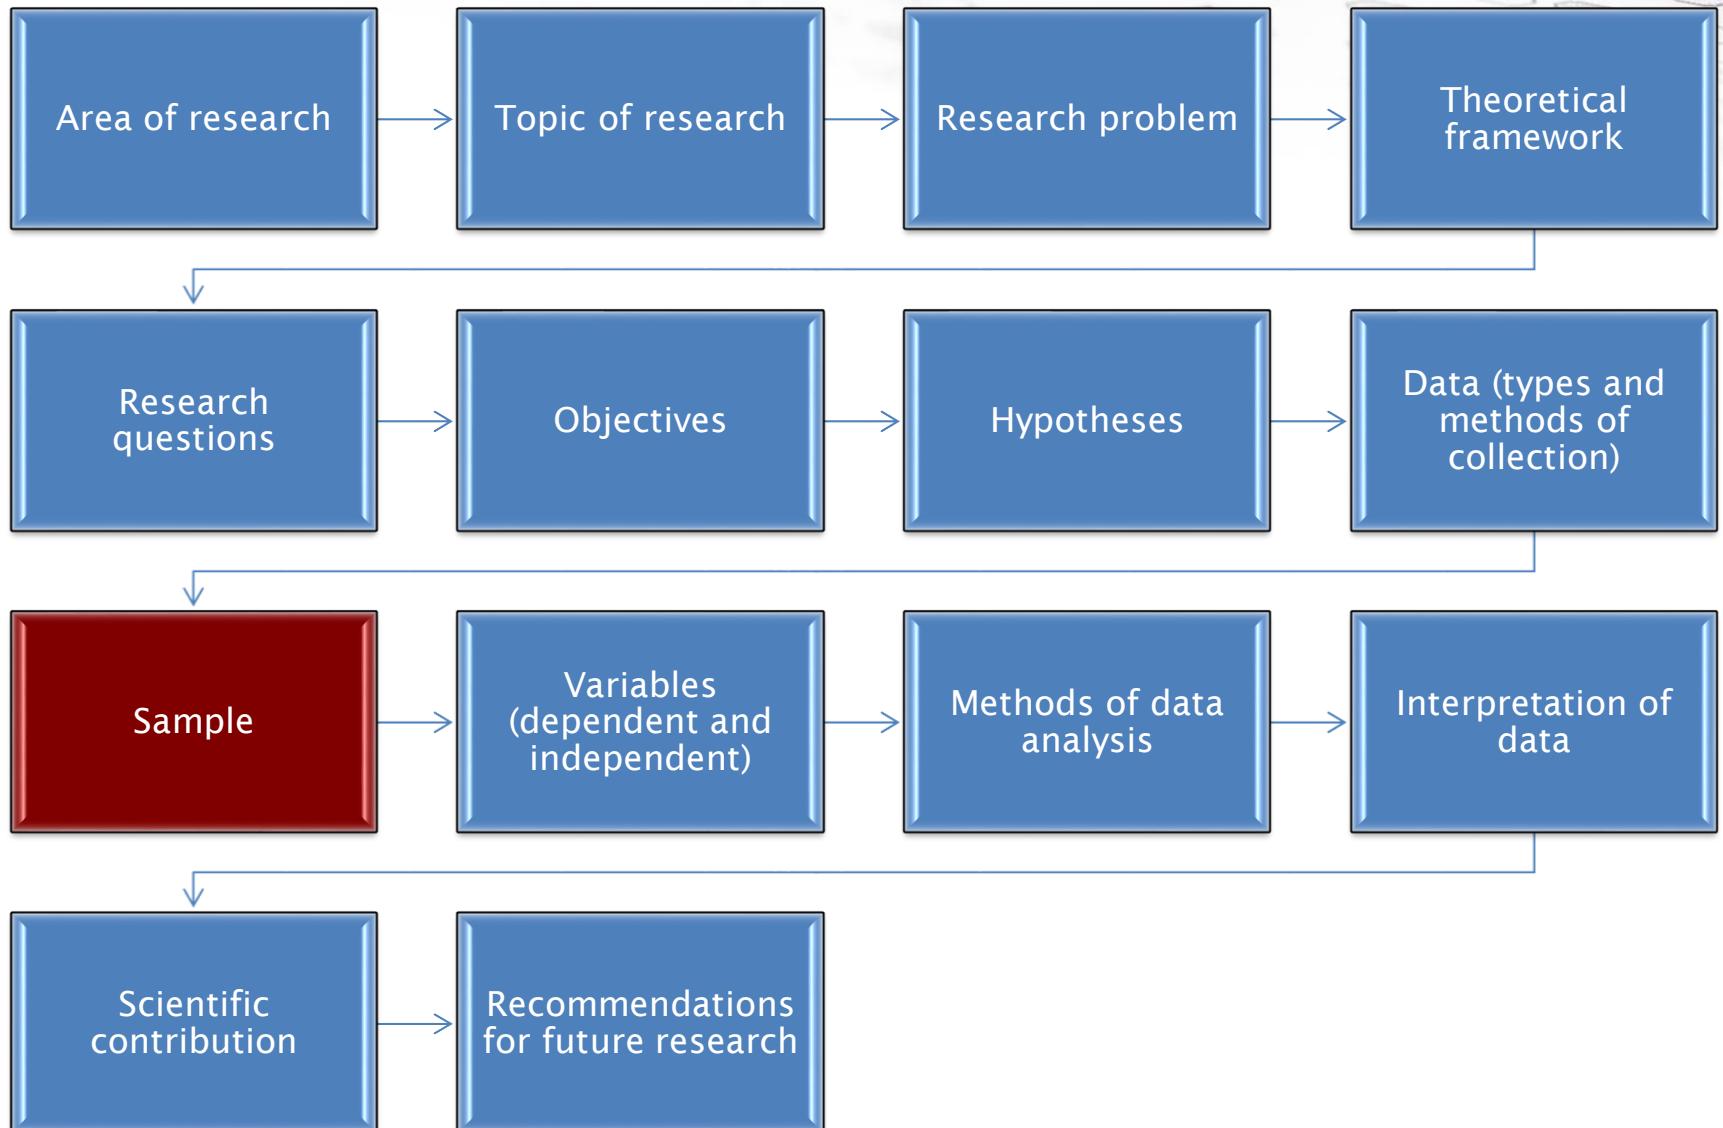 Area of research
Topic of research
Research problem
Theoretical
framework
Research
questions
Objectives
Hypotheses
Data (types and
methods of
collection)
Sample
Variables
(dependent and
independent)
Methods of data
analysis
Interpretation of
data
Scientific
contribution
Recommendations
for future research